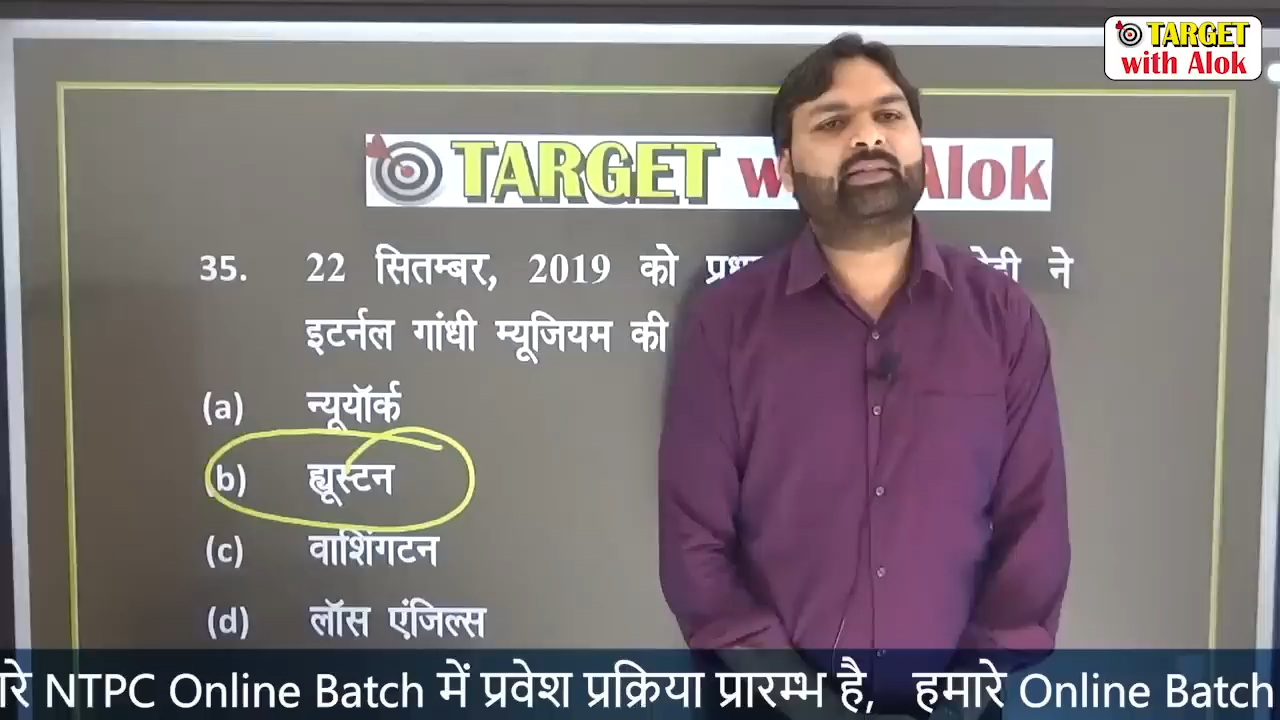 TARGET
with Alok
TARGET w Alok
35. 22 सितम्बर, 2019 को ने
इटर्नल गांधी म्यूजियम की
(a) न्यूयॉर्क
(b) ह्यूस्टन
(c) वाशिंगटन
(d) लॉस एंजिल्स
रे NTPC Online Batch में प्रवेश प्रक्रिया प्रारम्भ है, हमारे Online Batch